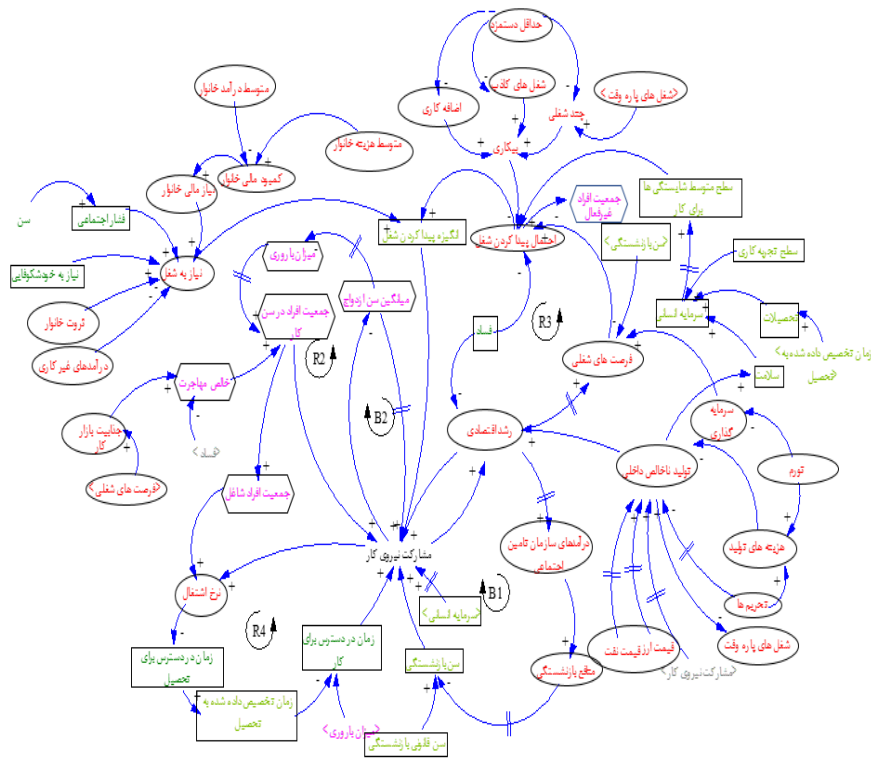 حداقل دستمزد
متوسط درآمد خانوار
شغل های کاذب
<شغل های پاره وقت>
اضافه کاری
چند شغلی
متوسط هزینه خانوار
بیکاری
کمبود مالی خانوار
نیاز مالی خانوار
سطح متوسط شایستگی ها
برای کار
جمعیت افراد
غیرفعال
سن
فشار اجتماعی
انگیزه پیدا کردن شغل
احتمال پیدا کردن شغل
<سن بازنشستگی>
میزان باروری
سطح تجربه کاری
نیاز به شغل
نیاز به خودشکوفایی
میانگین سن ازدواج
سرمایه انسانی
تحصیلات
ثروت خانوار
جمعیت افراد در سن
کار
R2
R3
فساد
فرصت های شغلی
<زمان تخصیص داده شده به
تحصیل>
درآمدهای غیر کاری
سلامت
خالص مهاجرت
سرمایه
گذاری
B2
رشد اقتصادی
جذابیت بازار
کار
<فساد>
تولید ناخالص داخلی
تورم
<فرصت های شغلی>
جمعیت افراد شاغل
درآمدهای سازمان تامین
اجتماعی
هزینه های تولید
مشارکت نیروی کار
نرخ اشتغال
B1
تحریم ها
<سرمایه انسانی>
R4
زمان در دسترس برای
کار
شغل های پاره وقت
قیمت ارز
قیمت نفت
زمان در دسترس برای
تحصیل
سن بازنشستگی
منافع بازنشستگی
<مشارکت نیروی کار>
زمان تخصیص داده شده به
تحصیل
<میزان باروری>
سن قانونی بازنشستگی